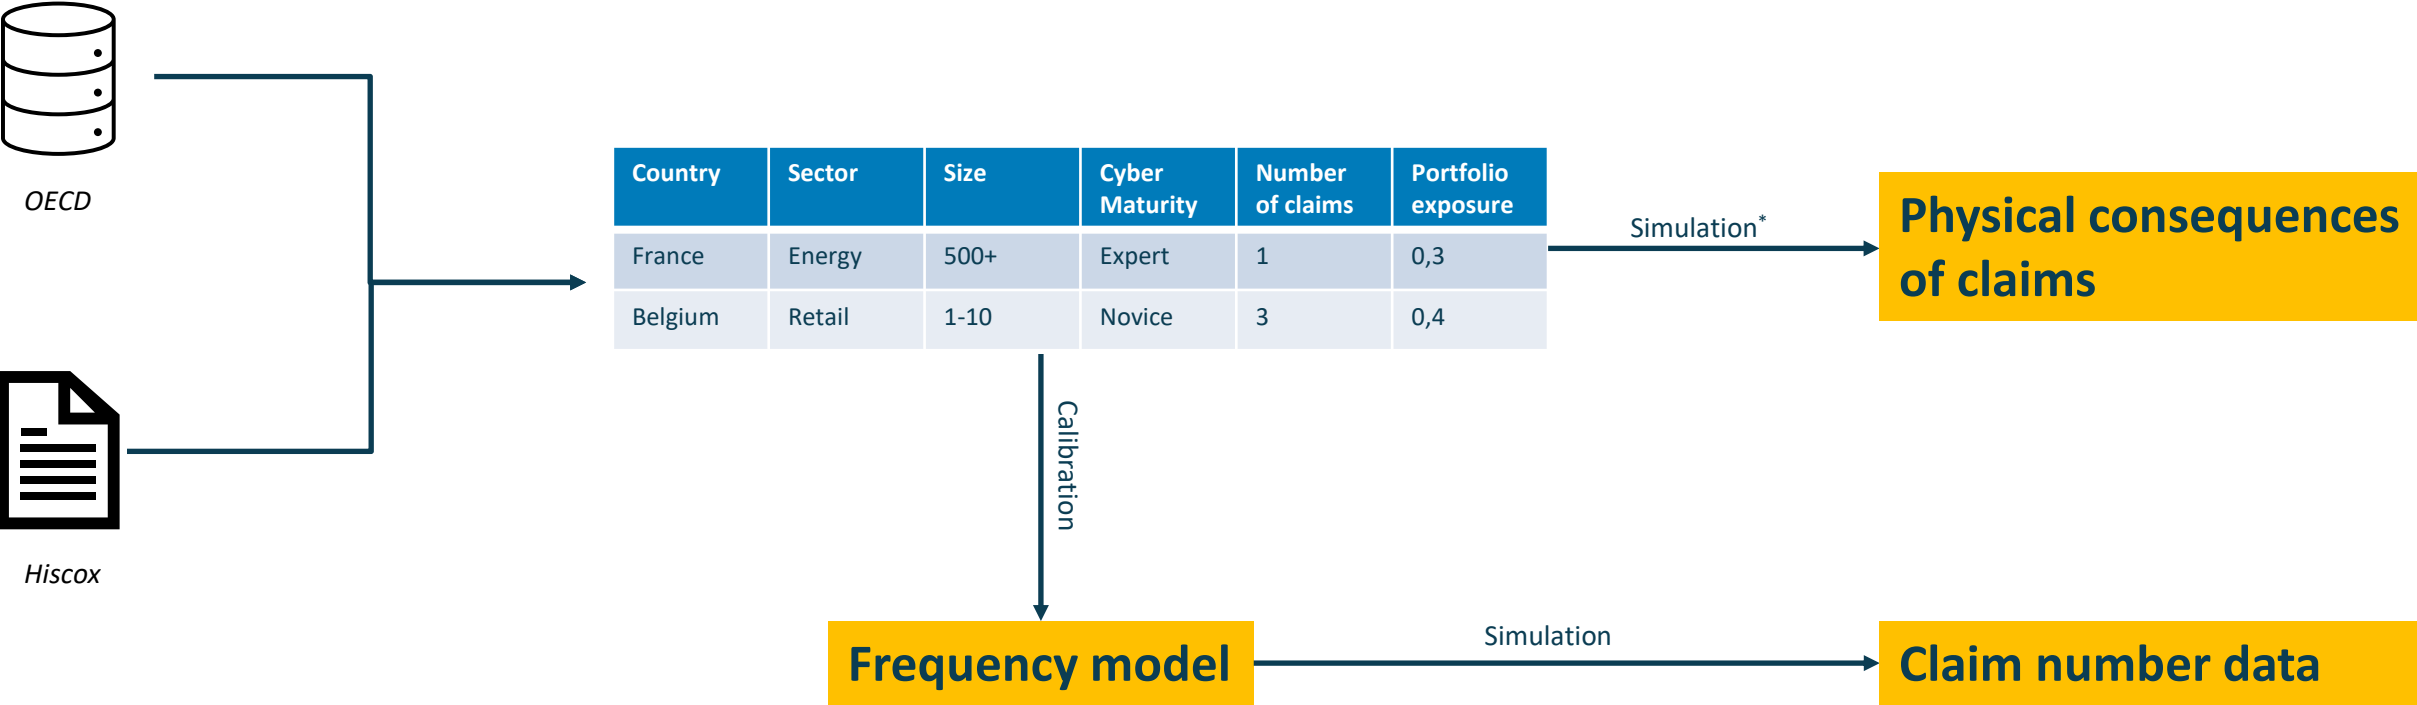 OECD
Hiscox
Country Sector Size Cyber Maturity Number of claims Portfolio exposure
France Energy 500+ Expert 1 0,3
Belgium Retail 1-10 Novice 3 0,4
Simulation*
Physical consequences
of claims
Calibration
Frequency model
Simulation
Claim number data